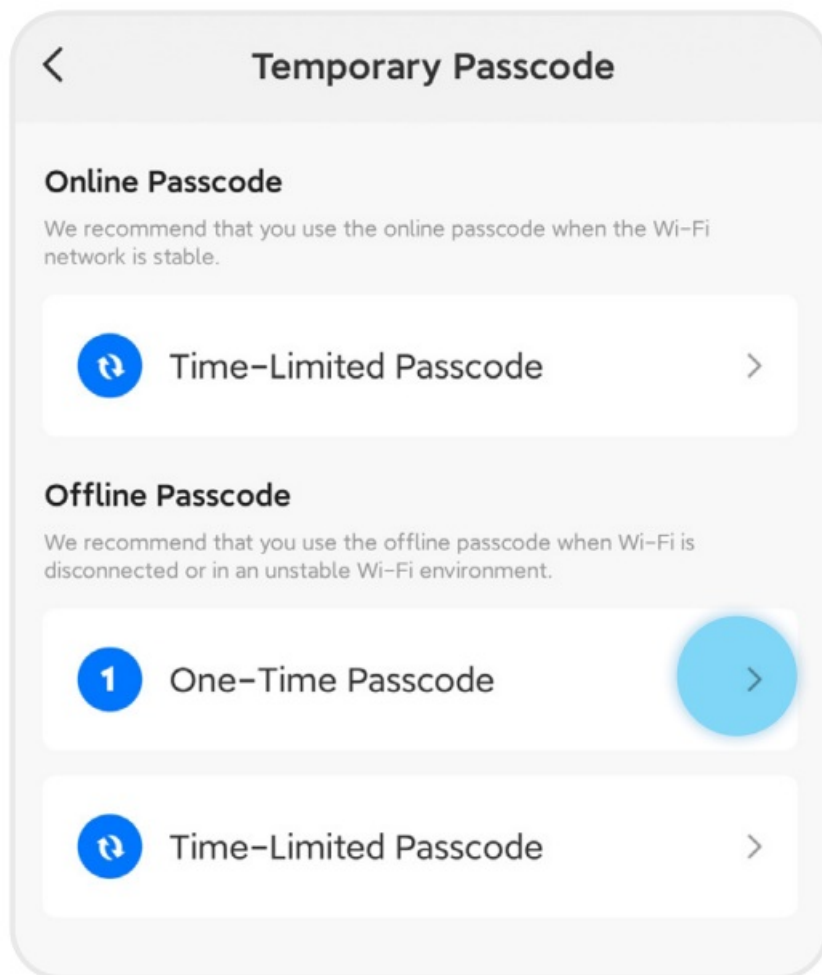 Temporary Passcode
Online Passcode
We recommend that you use the online passcode when the Wi-Fi
network is stable.
Time-Limited Passcode
Offline Passcode
We recommend that you use the offline passcode when Wi-Fi is
disconnected or in an unstable Wi-Fi environment.
1 One-Time Passcode
Time-Limited Passcode